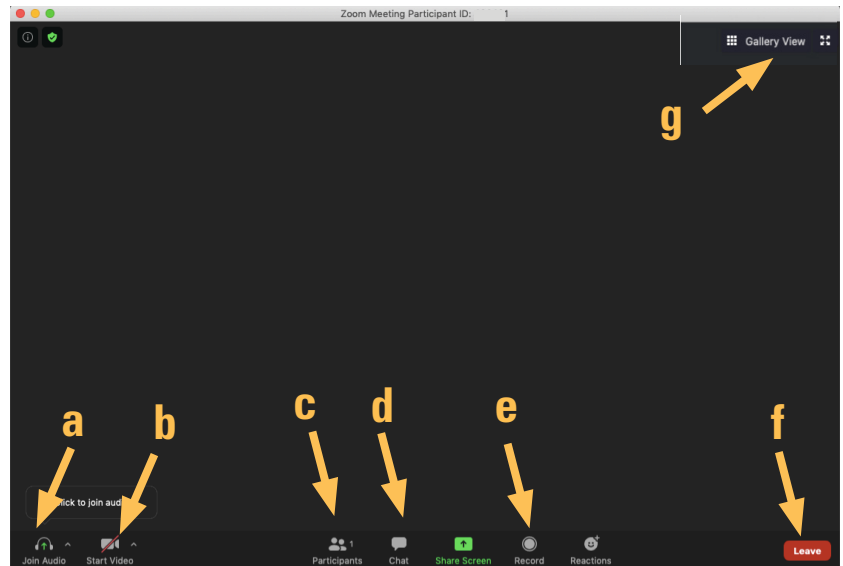 Zoom Meeting Participant ID: 1
Gallery View
g
a
b
c
d
e
f
lick to join aud
1
Join Audio
Start Video
Participants
Chat
Share Screen
Record
Reactions
Leave